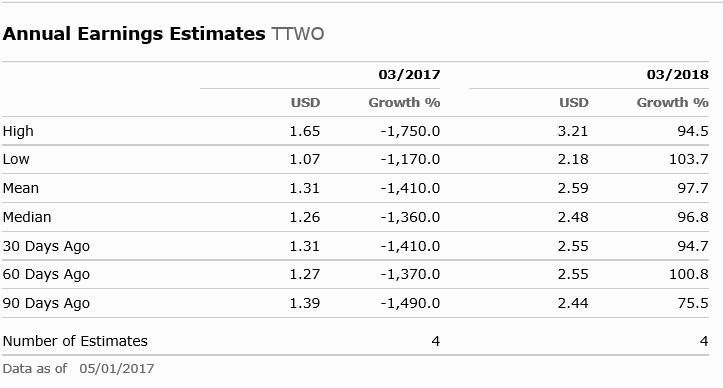 Annual Earnings Estimates TTWO
03/2017 03/2018
USD Growth % USD Growth %
High 1.65 -1,750.0 3.21 94.5
Low 1.07 -1,170.0 2.18 103.7
Mean 1.31 -1,410.0 2.59 97.7
Median 1.26 -1,360.0 2.48 96.8
30 Days Ago 1.31 -1,410.0 2.55 94.7
60 Days Ago 1.27 -1,370.0 2.55 100.8
90 Days Ago 1.39 -1,490.0 2.44 75.5
Number of Estimates 4 4
Data as of 05/01/2017